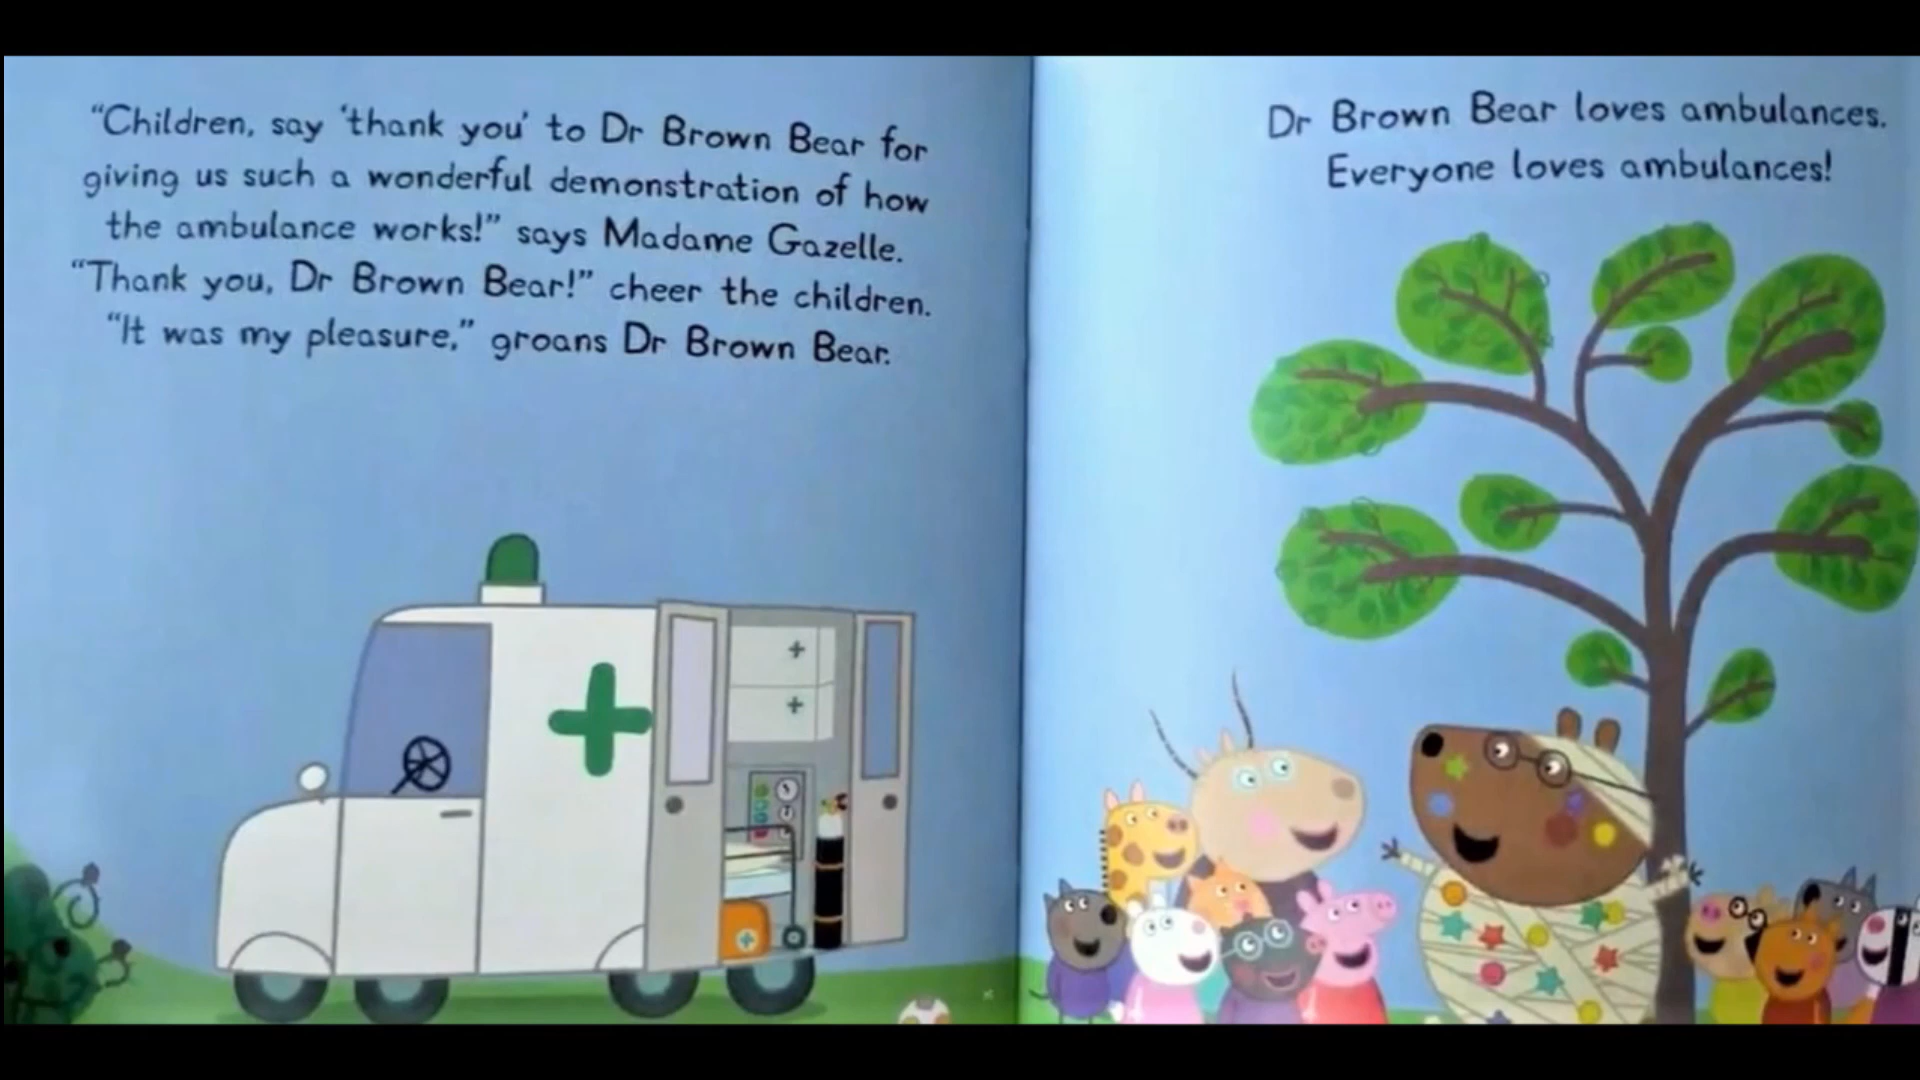 “Children, say ‘thank you’ to Dr Brown Bear for
giving us such a wonderful demonstration of how
the ambulance works!” says Madame Gazelle.
“Thank you, Dr Brown Bear!” cheer the children.
“It was my pleasure,” groans Dr Brown Bear.
Dr Brown Bear loves ambulances.
Everyone loves ambulances!